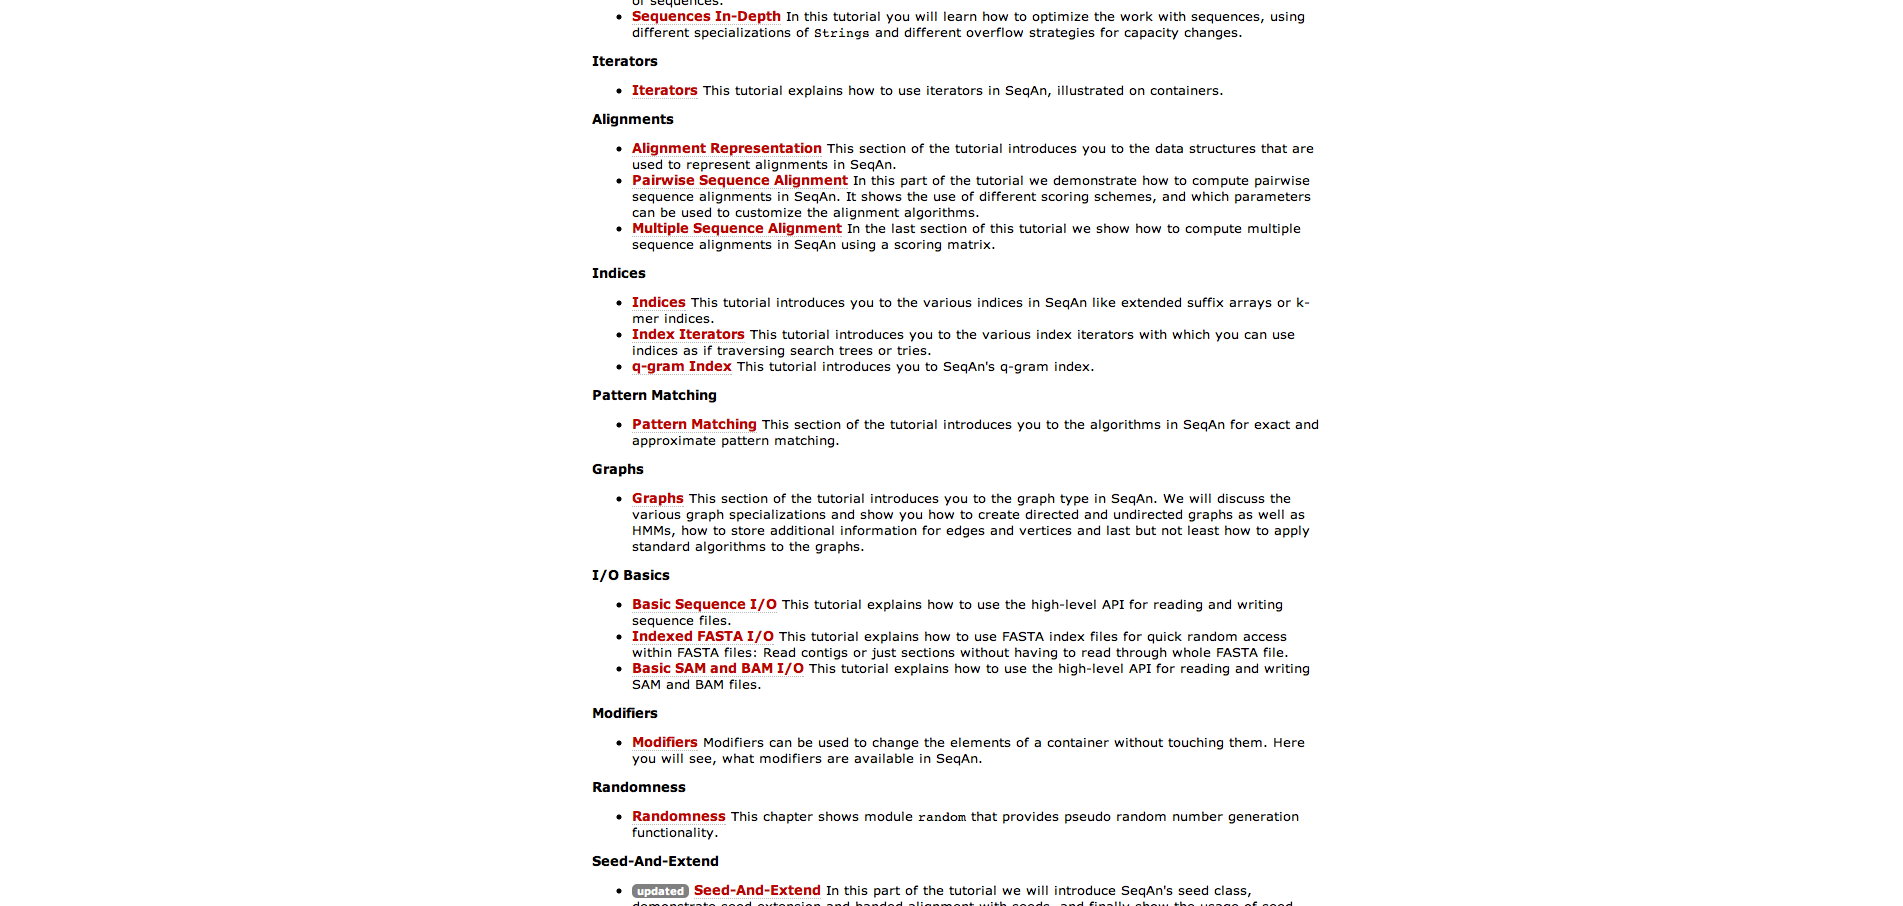 of sequences.
Sequences In-Depth In this tutorial you will learn how to optimize the work with sequences, using
different specializations of Strings and different overflow strategies for capacity changes.
Iterators
Iterators This tutorial explains how to use iterators in SeqAn, illustrated on containers.
Alignments
Alignment Representation This section of the tutorial introduces you to the data structures that are
used to represent alignments in SeqAn.
Pairwise Sequence Alignment In this part of the tutorial we demonstrate how to compute pairwise
sequence alignments in SeqAn. It shows the use of different scoring schemes, and which parameters
can be used to customize the alignment algorithms.
Multiple Sequence Alignment In the last section of this tutorial we show how to compute multiple
sequence alignments in SeqAn using a scoring matrix.
Indices
Indices This tutorial introduces you to the various indices in SeqAn like extended suffix arrays or k-
mer indices.
Index Iterators This tutorial introduces you to the various index iterators with which you can use
indices as if traversing search trees or tries.
q-gram Index This tutorial introduces you to SeqAn's q-gram index.
Pattern Matching
Pattern Matching This section of the tutorial introduces you to the algorithms in SeqAn for exact and
approximate pattern matching.
Graphs
Graphs This section of the tutorial introduces you to the graph type in SeqAn. We will discuss the
various graph specializations and show you how to create directed and undirected graphs as well as
HMMs, how to store additional information for edges and vertices and last but not least how to apply
standard algorithms to the graphs.
I/O Basics
Basic Sequence I/O This tutorial explains how to use the high-level API for reading and writing
sequence files.
Indexed FASTA I/O This tutorial explains how to use FASTA index files for quick random access
within FASTA files: Read contigs or just sections without having to read through whole FASTA file.
Basic SAM and BAM I/O This tutorial explains how to use the high-level API for reading and writing
SAM and BAM files.
Modifiers
Modifiers Modifiers can be used to change the elements of a container without touching them. Here
you will see, what modifiers are available in SeqAn.
Randomness
Randomness This chapter shows module random that provides pseudo random number generation
functionality.
Seed-And-Extend
updated Seed-And-Extend In this part of the tutorial we will introduce SeqAn's seed class,
demonstrate seed extension and banded alignment with seeds, and finally show the usage of seed